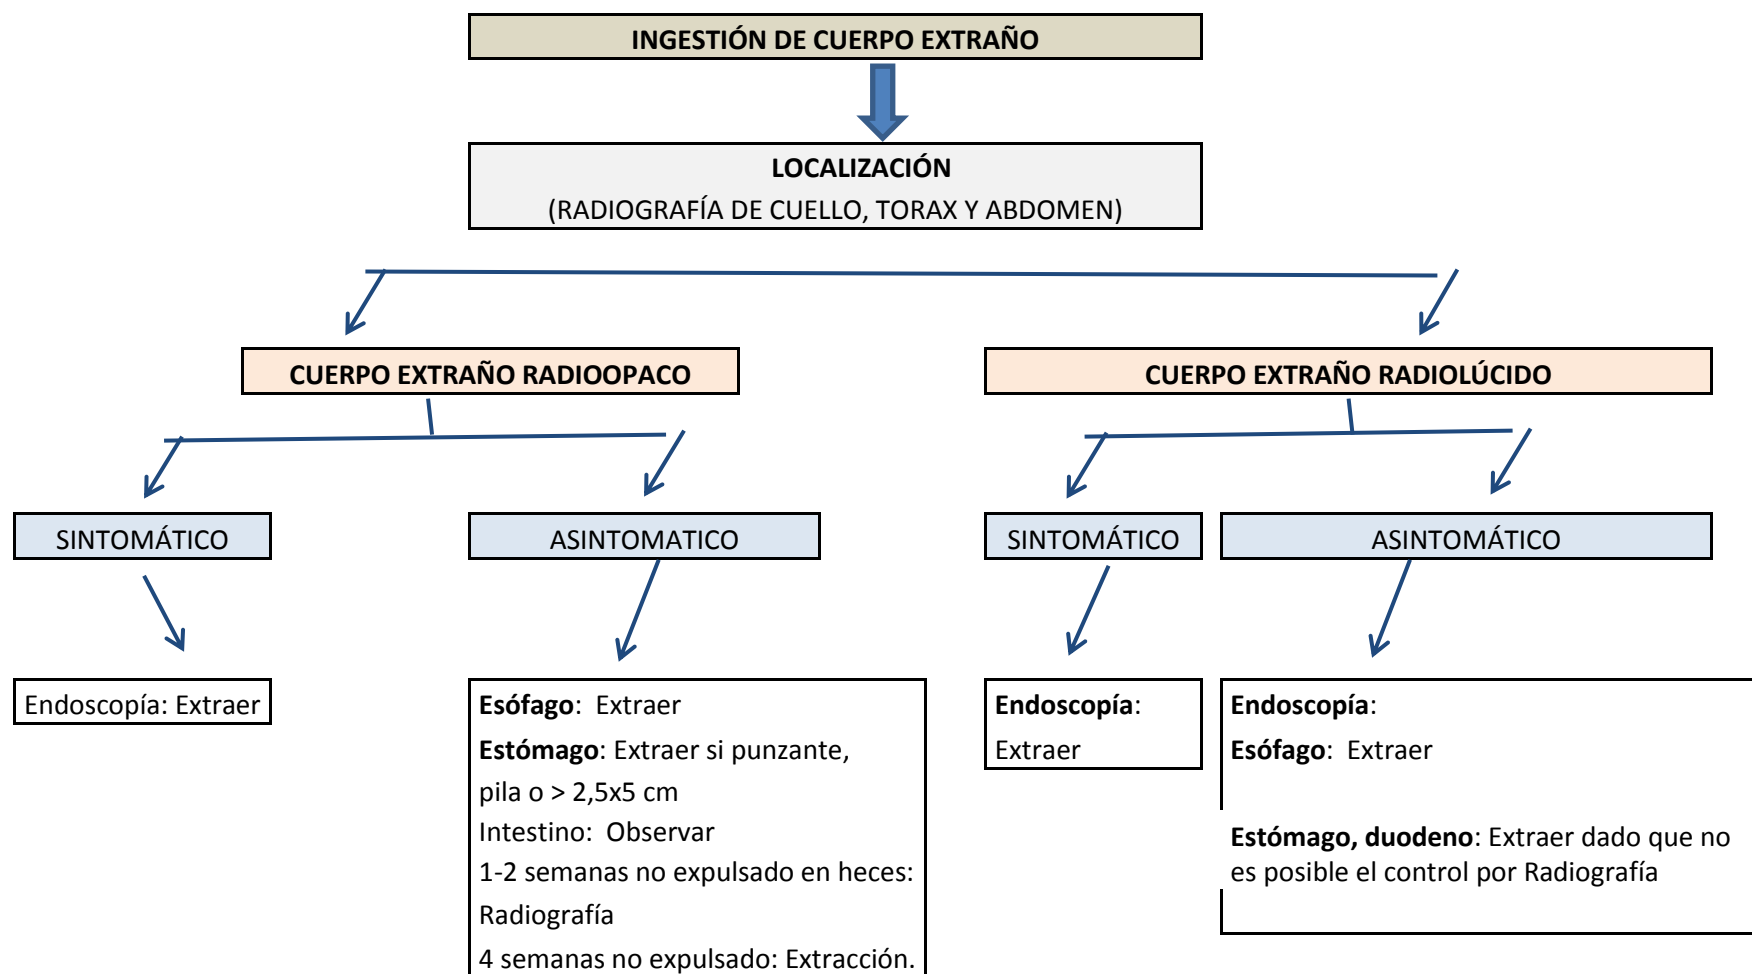 INGESTIÓN DE CUERPO EXTRAÑO
LOCALIZACIÓN
(RADIOGRAFÍA DE CUELLO, TORAX Y ABDOMEN)
CUERPO EXTRAÑO RADIOOPACO
CUERPO EXTRAÑO RADIOLÚCIDO
SINTOMÁTICO
ASINTOMATICO
SINTOMÁTICO
ASINTOMÁTICO
Endoscopía: Extraer
Esófago: Extraer
Estómago: Extraer si punzante,
pila o > 2,5x5 cm
Intestino: Observar
1-2 semanas no expulsado en heces:
Radiografía
4 semanas no expulsado: Extracción.
Endoscopía:
Extraer
Endoscopía:
Esófago: Extraer
Estómago, duodeno: Extraer dado que no
es posible el control por Radiografía